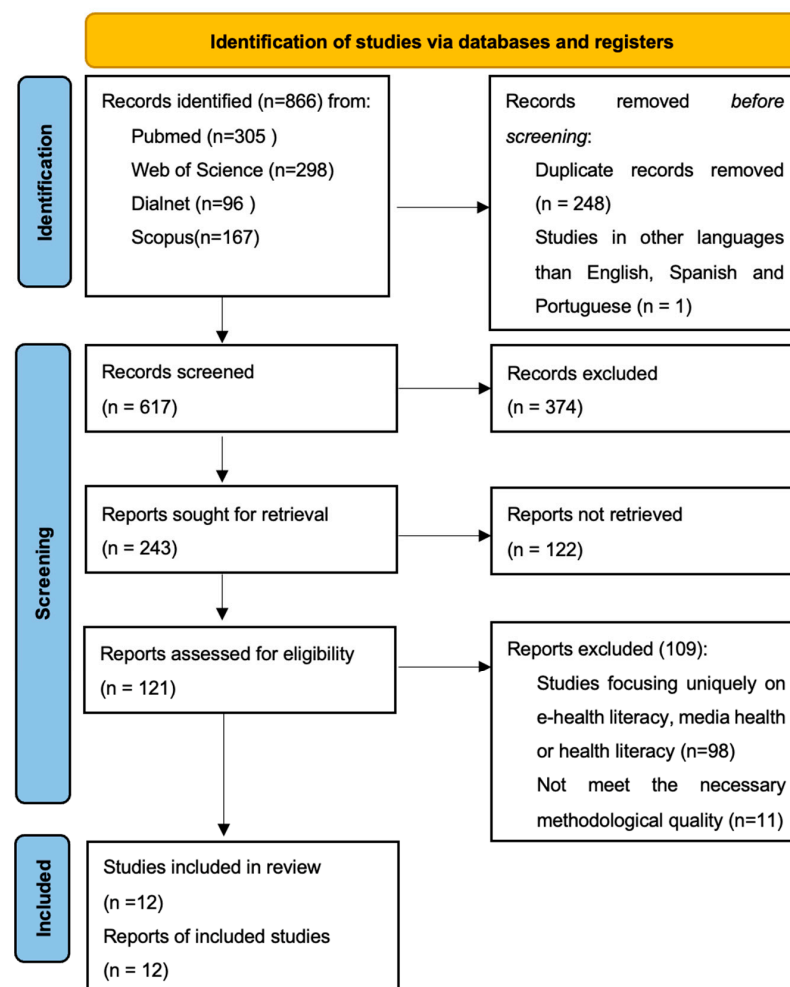 Identification of studies via databases and registers
Identification
Records identified (n=866) from:
Pubmed (n=305 )
Web of Science (n=298)
Dialnet (n=96 )
Scopus(n=167)
Records removed before
screening:
Duplicate records removed
(n = 248)
Studies in other languages
than English, Spanish and
Portuguese (n = 1)
Screening
Records screened
(n = 617)
Records excluded
(n = 374)
Reports sought for retrieval
(n = 243)
Reports not retrieved
(n = 122)
Reports assessed for eligibility
(n = 121)
Reports excluded (109):
Studies focusing uniquely on
e-health literacy, media health
or health literacy (n=98)
Not meet the necessary
methodological quality (n=11)
Included
Studies included in review
(n =12)
Reports of included studies
(n = 12)